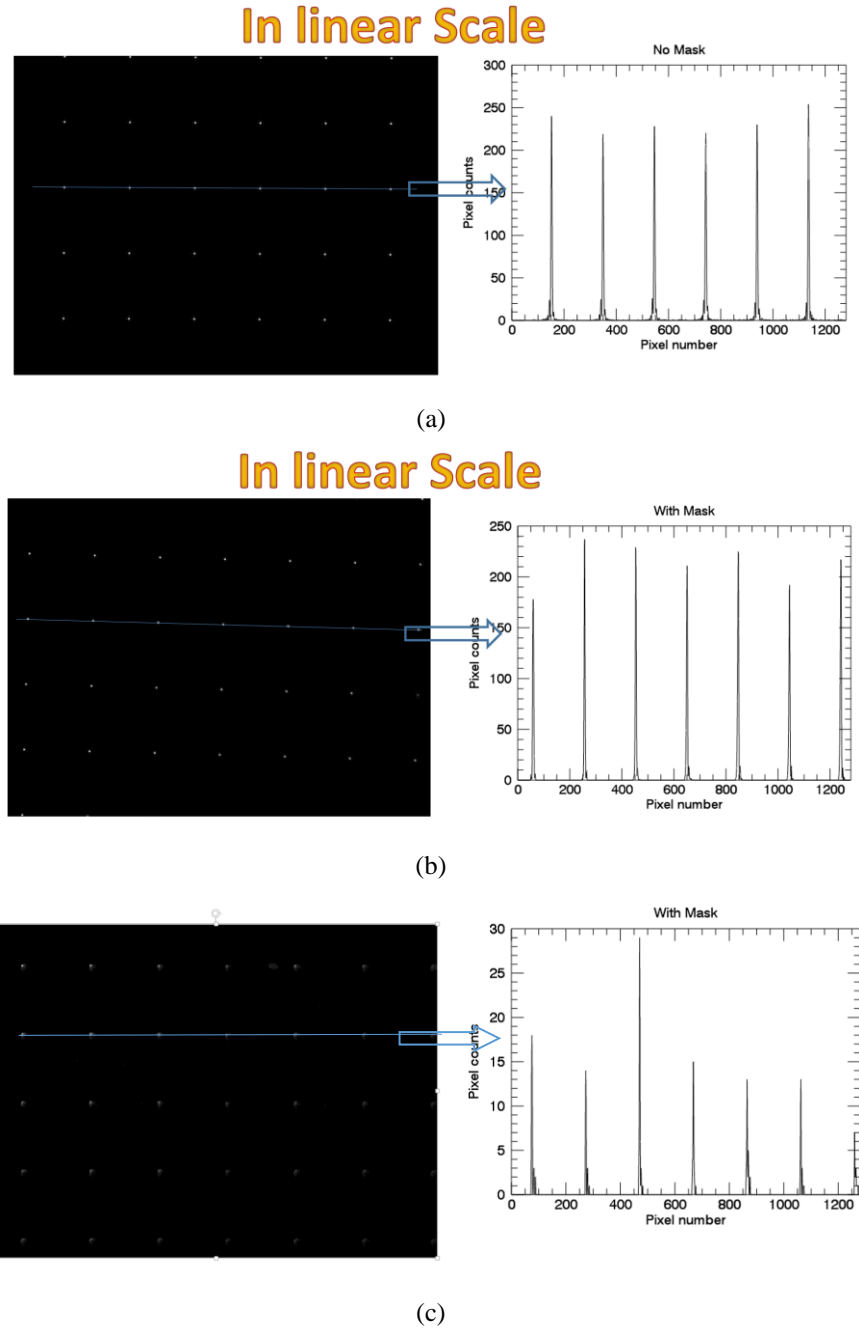 In linear Scale
No Mask
300
250
200
150
100
50
0
Pixel counts
0 200 400 600 800 1000 1200
Pixel number
(a)
In linear Scale
With Mask
250
200
150
100
50
0
Pixel counts
0 200 400 600 800 1000 1200
Pixel number
(b)
With Mask
30
25
20
15
10
5
0
Pixel counts
0 200 400 600 800 1000 1200
Pixel number
(c)